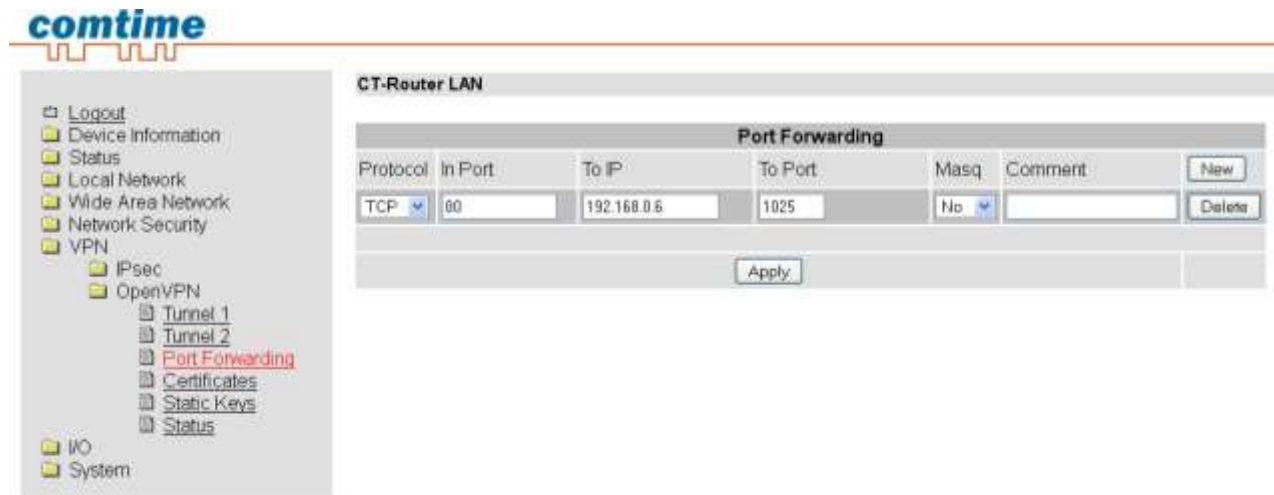 comtime
CT-Router LAN
Logout
Device Information
Status
Local Network
Wide Area Network
Network Security
VPN
IPsec
OpenVPN
Tunnel 1
Tunnel 2
Port Forwarding
Certificates
Static Keys
Status
I/O
System
Port Forwarding
Protocol In Port To IP To Port Masq Comment New
TCP 80 192.168.0.6 1025 No Delete
Apply